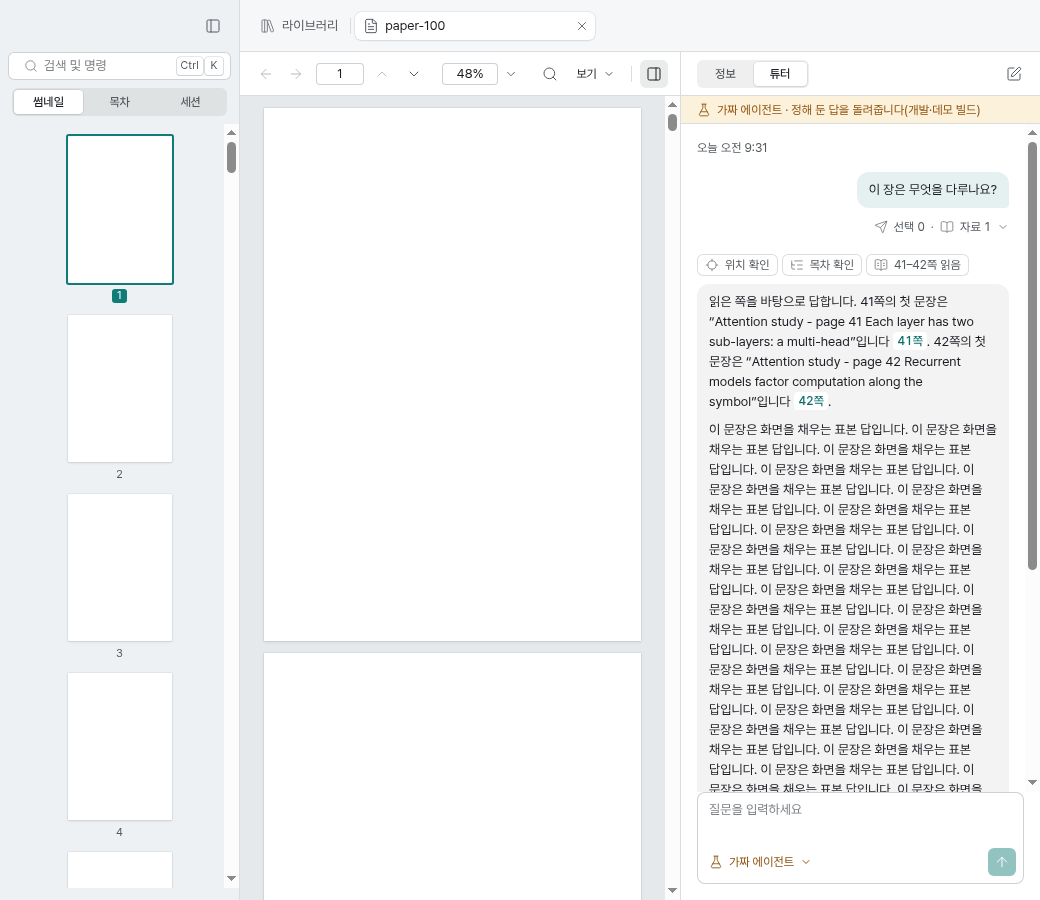 라이브러리
paper-100
검색 및 명령
Ctrl K
썸네일 목차 세션
1
2
3
4
1
48%
보기
정보 튜터
가짜 에이전트 · 정해 둔 답을 돌려줍니다(개발·데모 빌드)
오늘 오전 9:31
이 장은 무엇을 다루나요?
선택 0 · 자료 1
위치 확인 목차 확인 41–42쪽 읽음
읽은 쪽을 바탕으로 답합니다. 41쪽의 첫 문장은
“Attention study - page 41 Each layer has two
sub-layers: a multi-head”입니다 41쪽 . 42쪽의 첫
문장은 “Attention study - page 42 Recurrent
models factor computation along the
symbol”입니다 42쪽 .
이 문장은 화면을 채우는 표본 답입니다. 이 문장은 화면을
채우는 표본 답입니다. 이 문장은 화면을 채우는 표본
답입니다. 이 문장은 화면을 채우는 표본 답입니다. 이
문장은 화면을 채우는 표본 답입니다. 이 문장은 화면을
채우는 표본 답입니다. 이 문장은 화면을 채우는 표본
답입니다. 이 문장은 화면을 채우는 표본 답입니다. 이
문장은 화면을 채우는 표본 답입니다. 이 문장은 화면을
채우는 표본 답입니다. 이 문장은 화면을 채우는 표본
답입니다. 이 문장은 화면을 채우는 표본 답입니다. 이
문장은 화면을 채우는 표본 답입니다. 이 문장은 화면을
채우는 표본 답입니다. 이 문장은 화면을 채우는 표본
답입니다. 이 문장은 화면을 채우는 표본 답입니다. 이
문장은 화면을 채우는 표본 답입니다. 이 문장은 화면을
채우는 표본 답입니다. 이 문장은 화면을 채우는 표본
답입니다. 이 문장은 화면을 채우는 표본 답입니다. 이
문장은 화면을 채우는 표본 답입니다. 이 문장은 화면을
채우는 표본 답입니다. 이 문장은 화면을 채우는 표본
답입니다. 이 문장은 화면을 채우는 표본 답입니다. 이
문장은 화면을 채우는 표본 답입니다. 이 문장은 화면을
질문을 입력하세요
가짜 에이전트